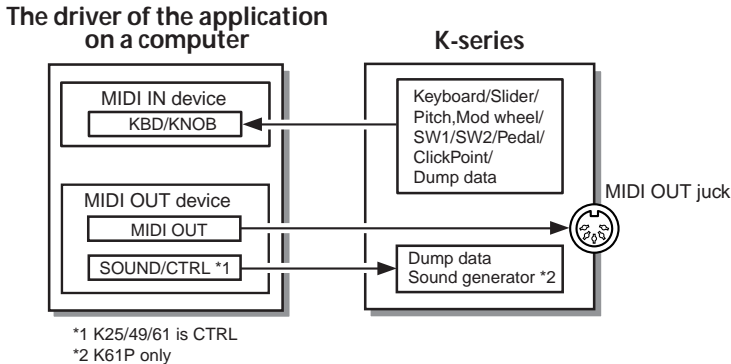 The driver of the application
on a computer
K-series
MIDI IN device
KBD/KNOB
Keyboard/Slider/
Pitch,Mod wheel/
SW1/SW2/Pedal/
ClickPoint/
Dump data
MIDI OUT juck
MIDI OUT device
MIDI OUT
SOUND/CTRL *1
Dump data
Sound generator *2
*1 K25/49/61 is CTRL
*2 K61P only